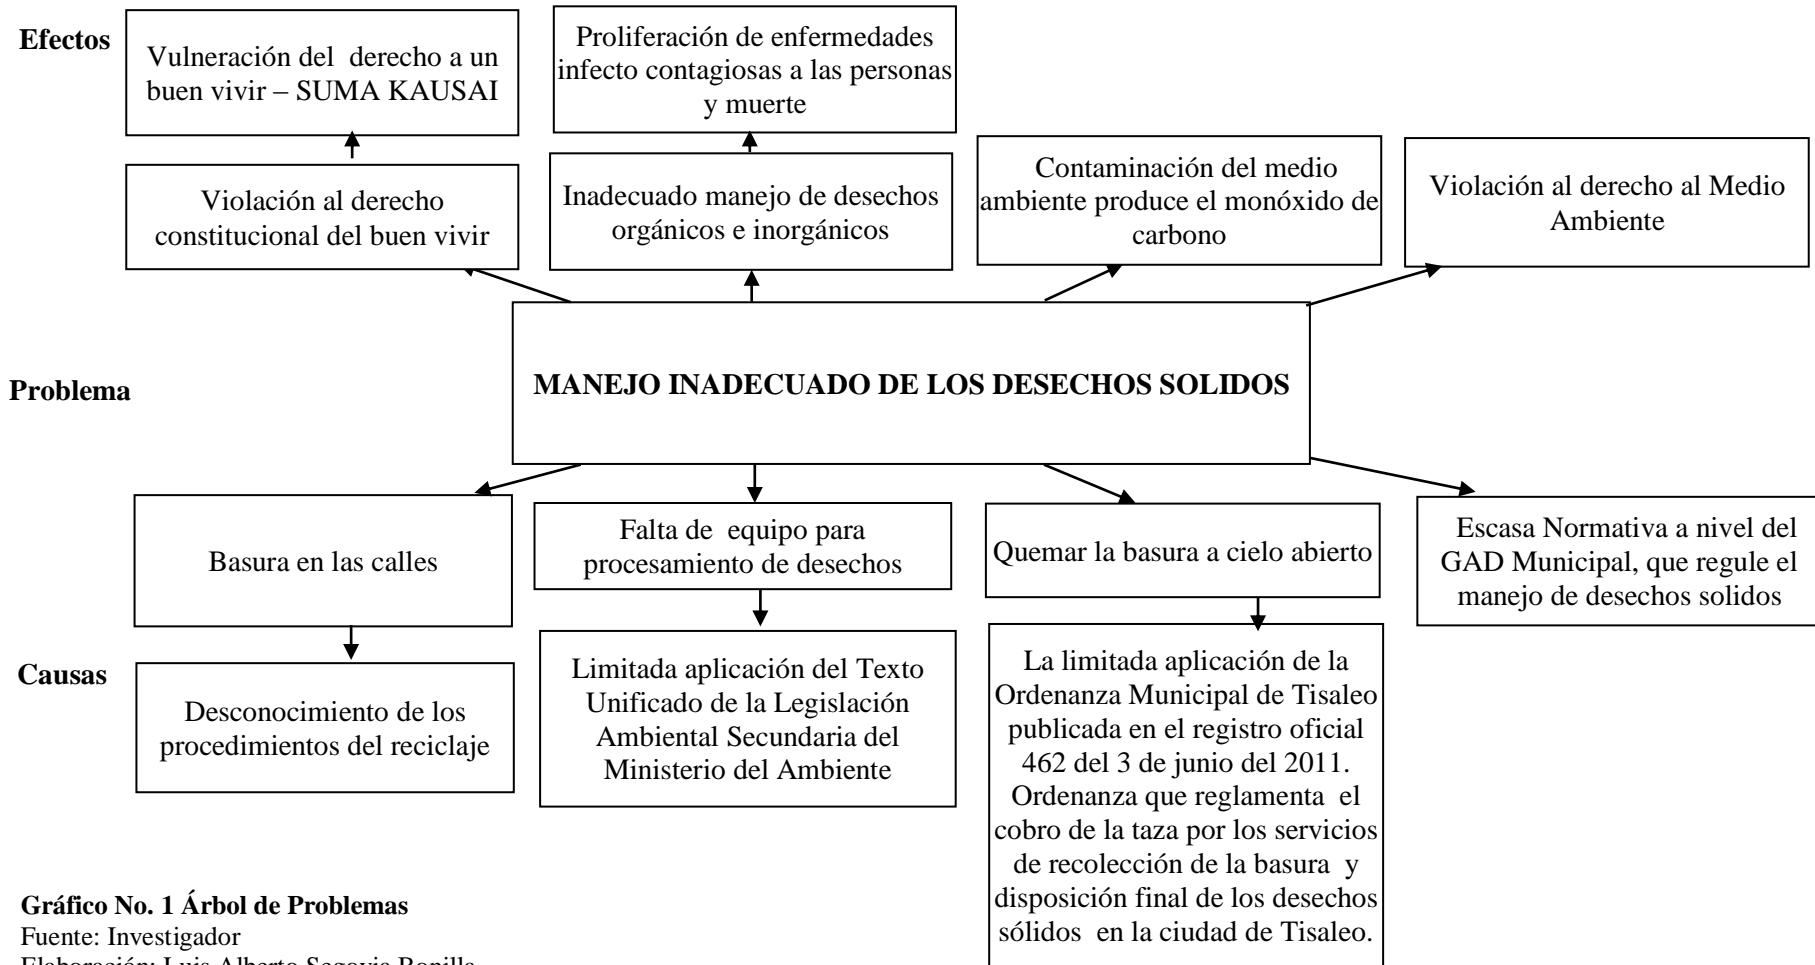 Efectos
Vulneración del derecho a un
buen vivir – SUMA KAUSAI
Proliferación de enfermedades
infecto contagiosas a las personas
y muerte
Violación al derecho
constitucional del buen vivir
Inadecuado manejo de desechos
orgánicos e inorgánicos
Contaminación del medio
ambiente produce el monóxido de
carbono
Violación al derecho al Medio
Ambiente
Problema
MANEJO INADECUADO DE LOS DESECHOS SOLIDOS
Basura en las calles
Falta de equipo para
procesamiento de desechos
Quemar la basura a cielo abierto
Escasa Normativa a nivel del
GAD Municipal, que regule el
manejo de desechos solidos
Causas
Desconocimiento de los
procedimientos del reciclaje
Limitada aplicación del Texto
Unificado de la Legislación
Ambiental Secundaria del
Ministerio del Ambiente
La limitada aplicación de la
Ordenanza Municipal de Tisaleo
publicada en el registro oficial
462 del 3 de junio del 2011.
Ordenanza que reglamenta el
cobro de la taza por los servicios
de recolección de la basura y
disposición final de los desechos
sólidos en la ciudad de Tisaleo.
Gráfico No. 1 Árbol de Problemas
Fuente: Investigador
Elaboración: Luis Alberto Segovia Bonilla